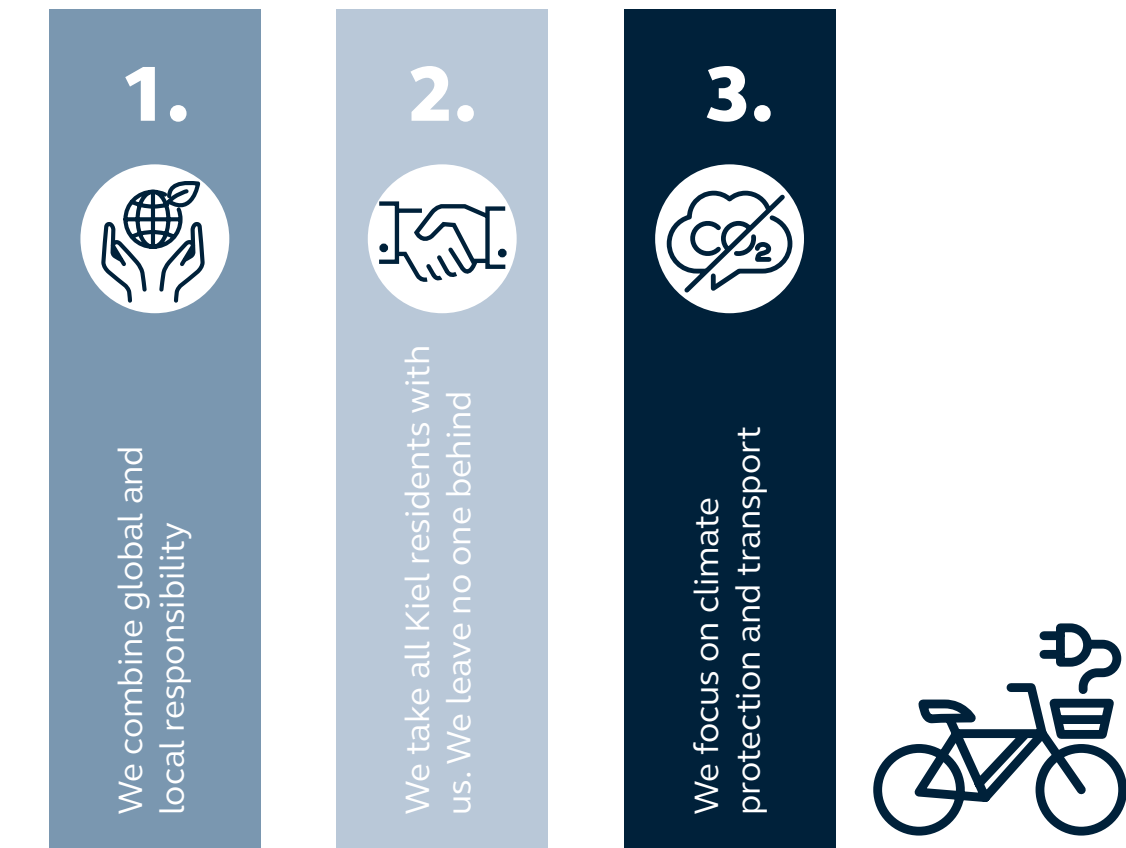 1.
We combine global and
local responsibility
2.
We take all Kiel residents with
us. We leave no one behind
3.
CO2
We focus on climate
protection and transport